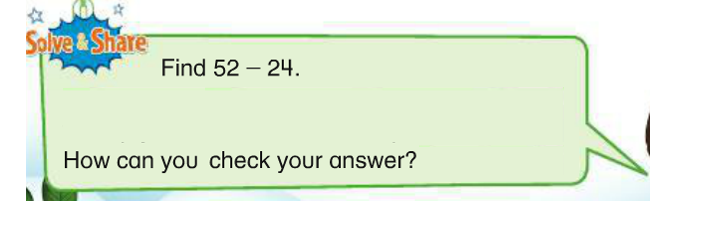 Solve & Share
Find 52 – 24.
How can you check your answer?